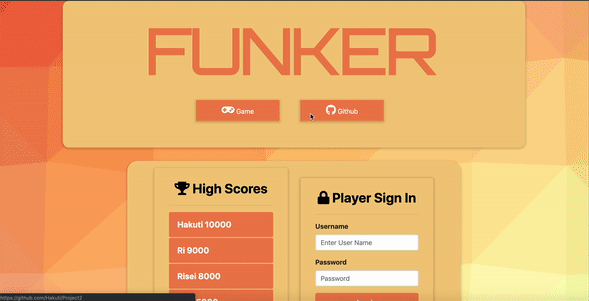 FUNKER
Game
Github
High Scores
Hakuti 10000
Ri 9000
Risei 8000
Player Sign In
Username
Enter User Name
Password
Password
https://github.com/Hakuti/Project2